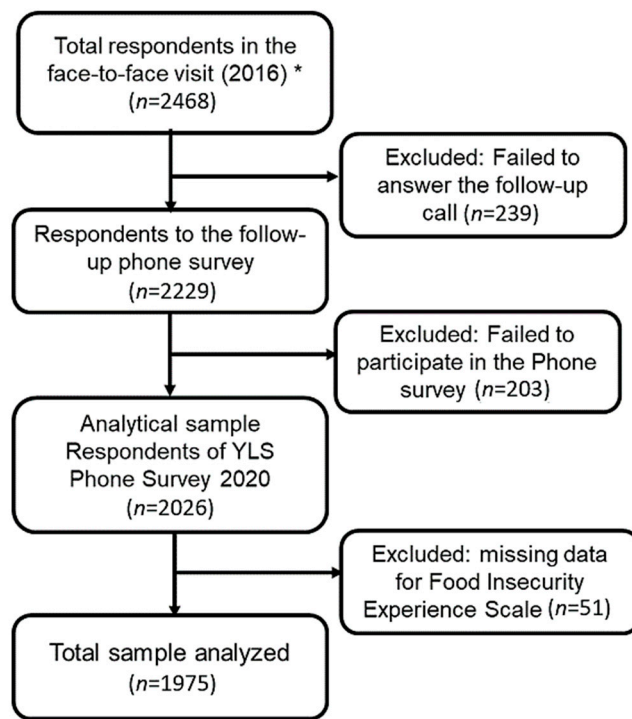 Total respondents in the
face-to-face visit (2016) *
(n=2468)
Excluded: Failed to
answer the follow-up
call (n=239)
Respondents to the follow-
up phone survey
(n=2229)
Excluded: Failed to
participate in the Phone
survey (n=203)
Analytical sample
Respondents of YLS
Phone Survey 2020
(n=2026)
Excluded: missing data
for Food Insecurity
Experience Scale (n=51)
Total sample analyzed
(n=1975)